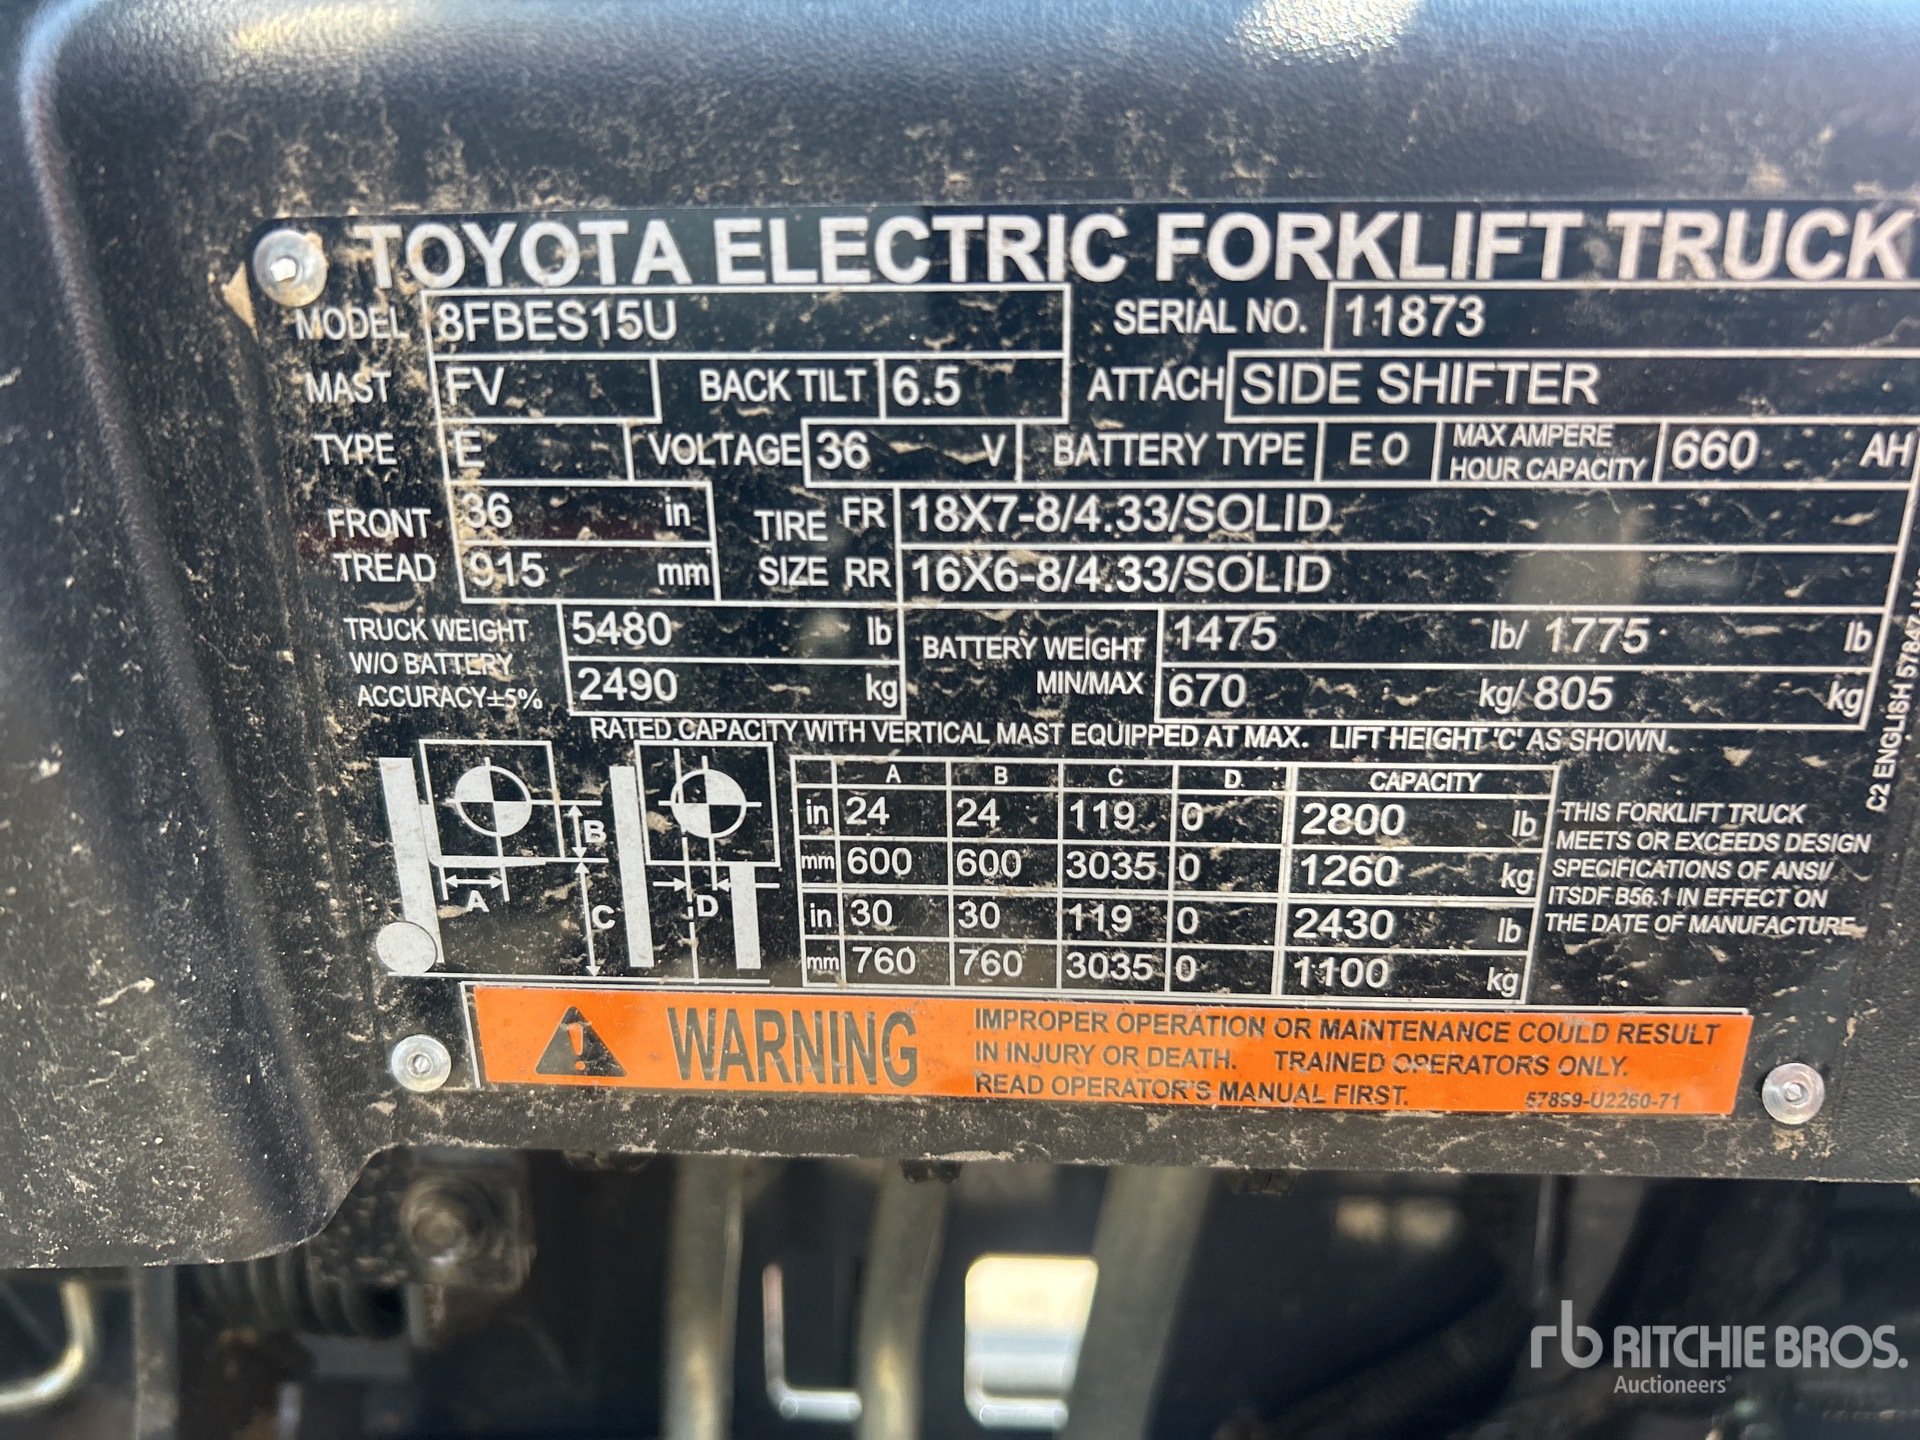 TOYOTA ELECTRIC FORKLIFT TRUCK
MODEL 8FBES15U SERIAL NO. 11873
MAST FV BACK TILT 6.5 ATTACH SIDE SHIFTER
TYPE E VOLTAGE 36 V BATTERY TYPE E O MAX AMPERE HOUR CAPACITY 660 AH
FRONT TREAD 36 in TIRE SIZE FR 18X7-8/4.33/SOLID
915 mm RR 16X6-8/4.33/SOLID
TRUCK WEIGHT W/O BATTERY ACCURACY±5% 5480 lb BATTERY WEIGHT MIN/MAX 1475 lb/ 1775 lb
2490 kg 670 kg/ 805 kg
RATED CAPACITY WITH VERTICAL MAST EQUIPPED AT MAX. LIFT HEIGHT 'C' AS SHOWN.
A B C D CAPACITY
in 24 24 119 0 2800 lb
mm 600 600 3035 0 1260 kg
in 30 30 119 0 2430 lb
mm 760 760 3035 0 1100 kg
B
A
C
D
THIS FORKLIFT TRUCK
MEETS OR EXCEEDS DESIGN
SPECIFICATIONS OF ANSI/
ITSDF B56.1 IN EFFECT ON
THE DATE OF MANUFACTURE.
C2 ENGLISH
WARNING
IMPROPER OPERATION OR MAINTENANCE COULD RESULT
IN INJURY OR DEATH. TRAINED OPERATORS ONLY.
READ OPERATOR'S MANUAL FIRST. 57899-U2260-71
rb RITCHIE BROS.
Auctioneers